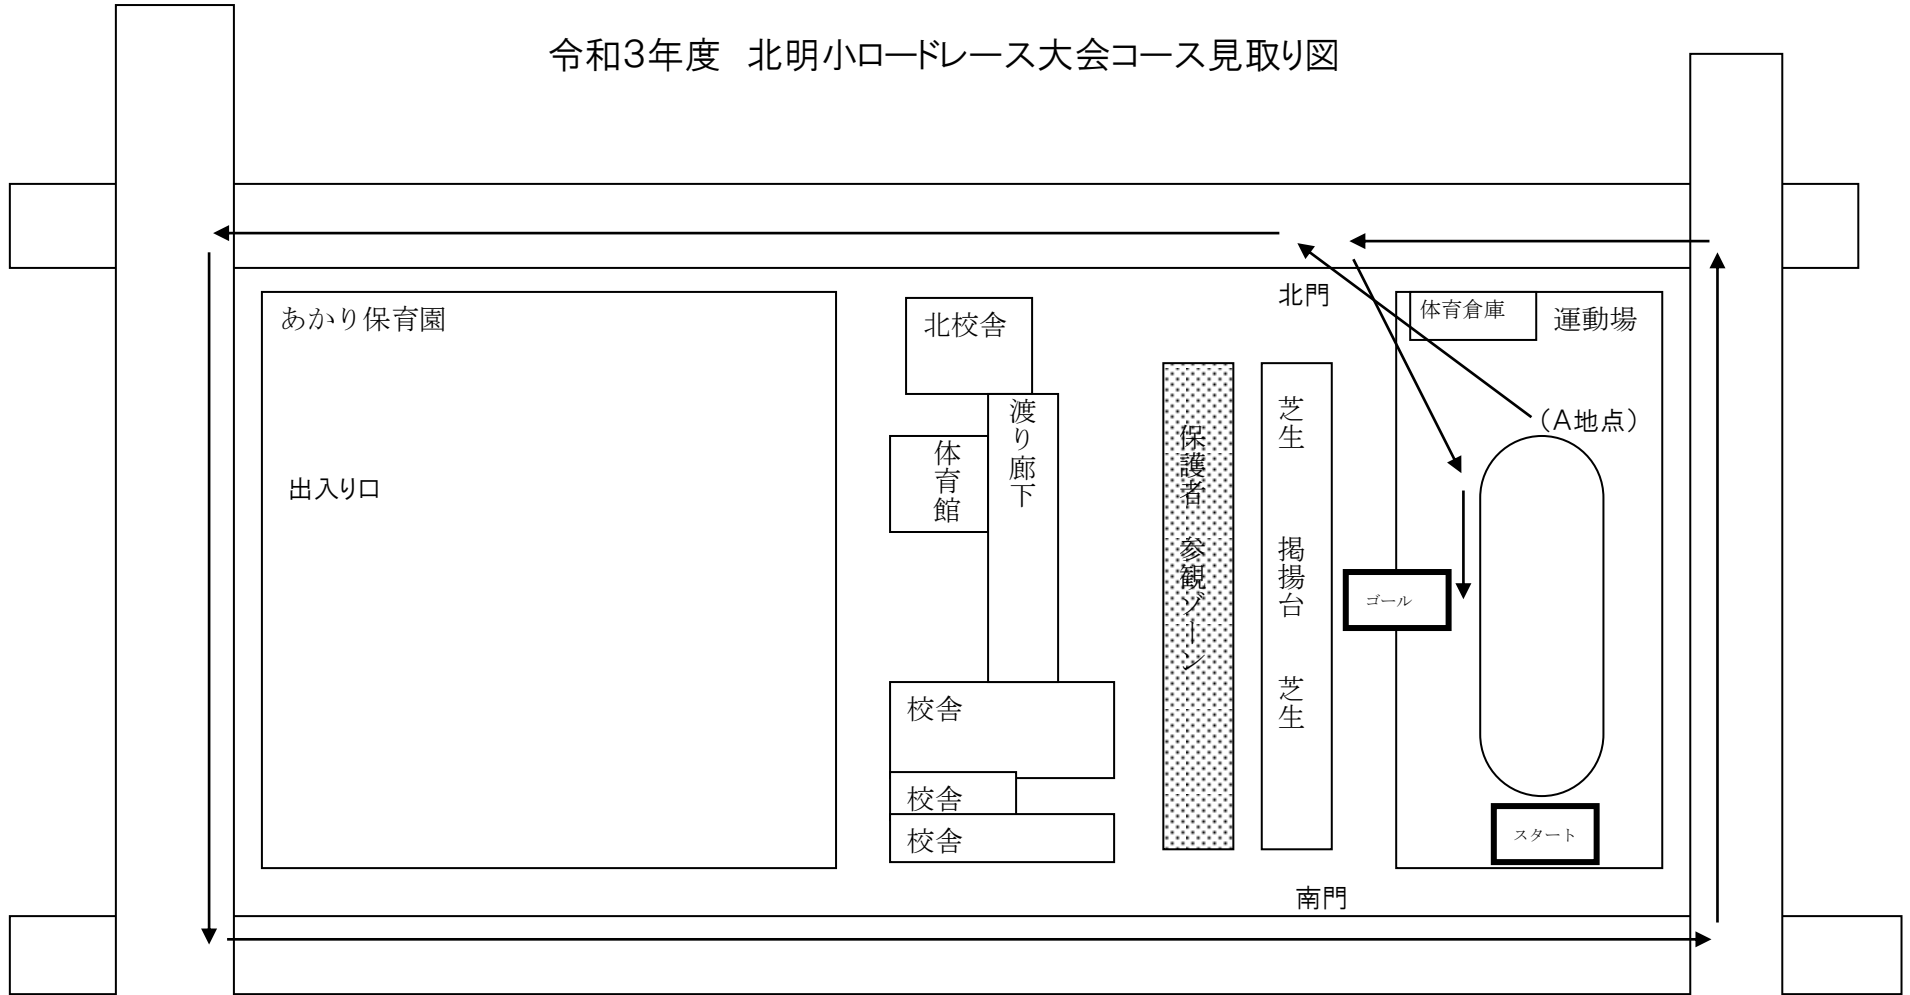 令和3年度　北明小ロードレース大会コース見取り図
北門
あかり保育園
北校舎
体育倉庫
運動場
渡り廊下
体育館
保護者　参観ゾーン
芝生　　　掲揚台　　芝生
（A地点）
出入り口
ゴール
校舎
校舎
校舎
スタート
南門